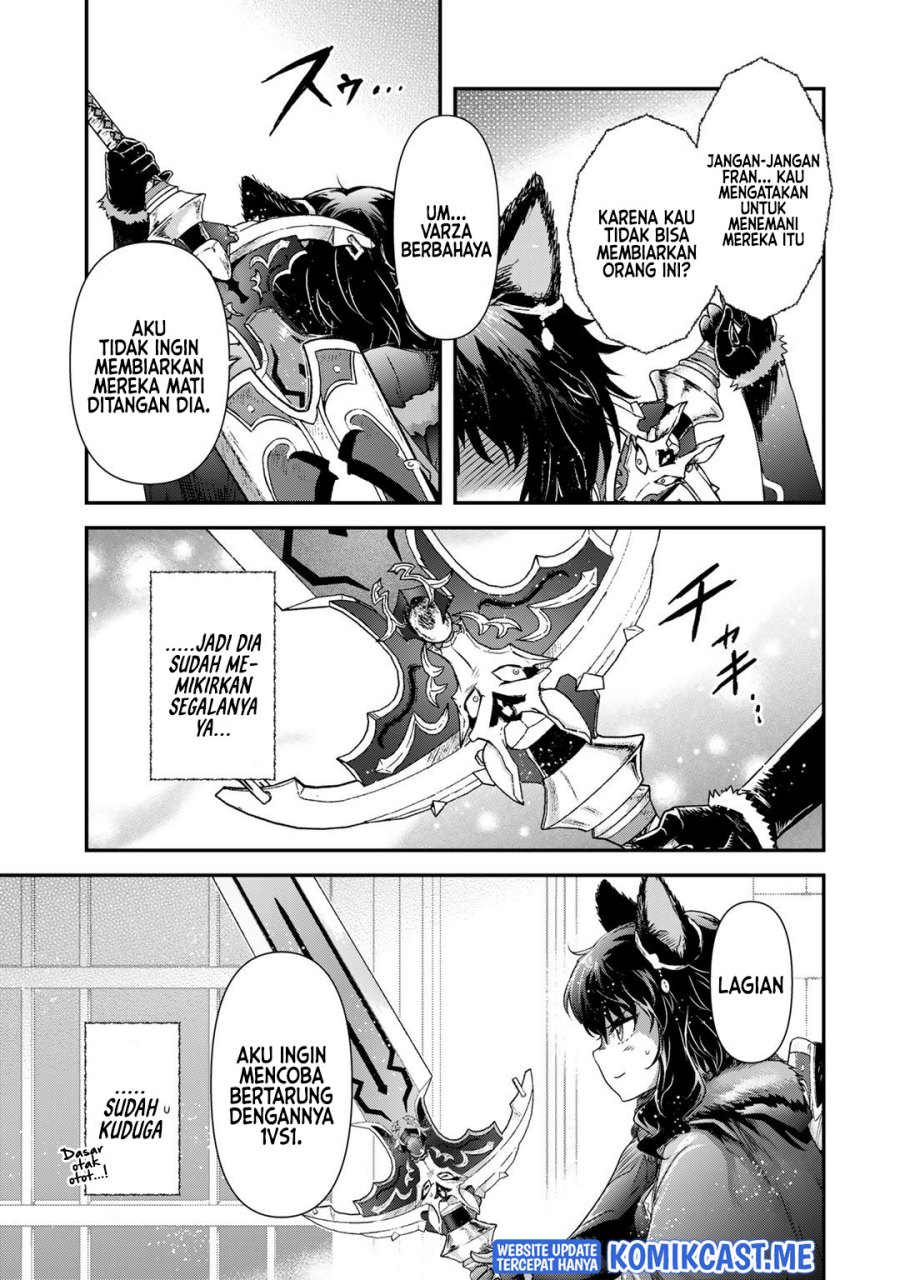 JANGAN-JANGAN
FRAN... KAU
MENGATAKAN
UNTUK
MENEMANI
MEREKA ITU
KARENA KAU
TIDAK BISA
MEMBIARKAN
ORANG INI?
スゥ...
UM...
VARZA
BERBAHAYA
AKU
TIDAK INGIN
MEMBIARKAN
MEREKA MATI
DITANGAN DIA.
チャキ...
.....JADI DIA
SUDAH ME-
MIKIRKAN
SEGALANYA
YA...
LAGIAN
AKU INGIN
MENCOBA
BERTARUNG
DENGANNYA
1VS1.
.....
SUDAH
KUDUGA
Dasar
otak
otot...!
WEBSITE UPDATE
TERCEPAT HANYA
KOMIKCAST.ME